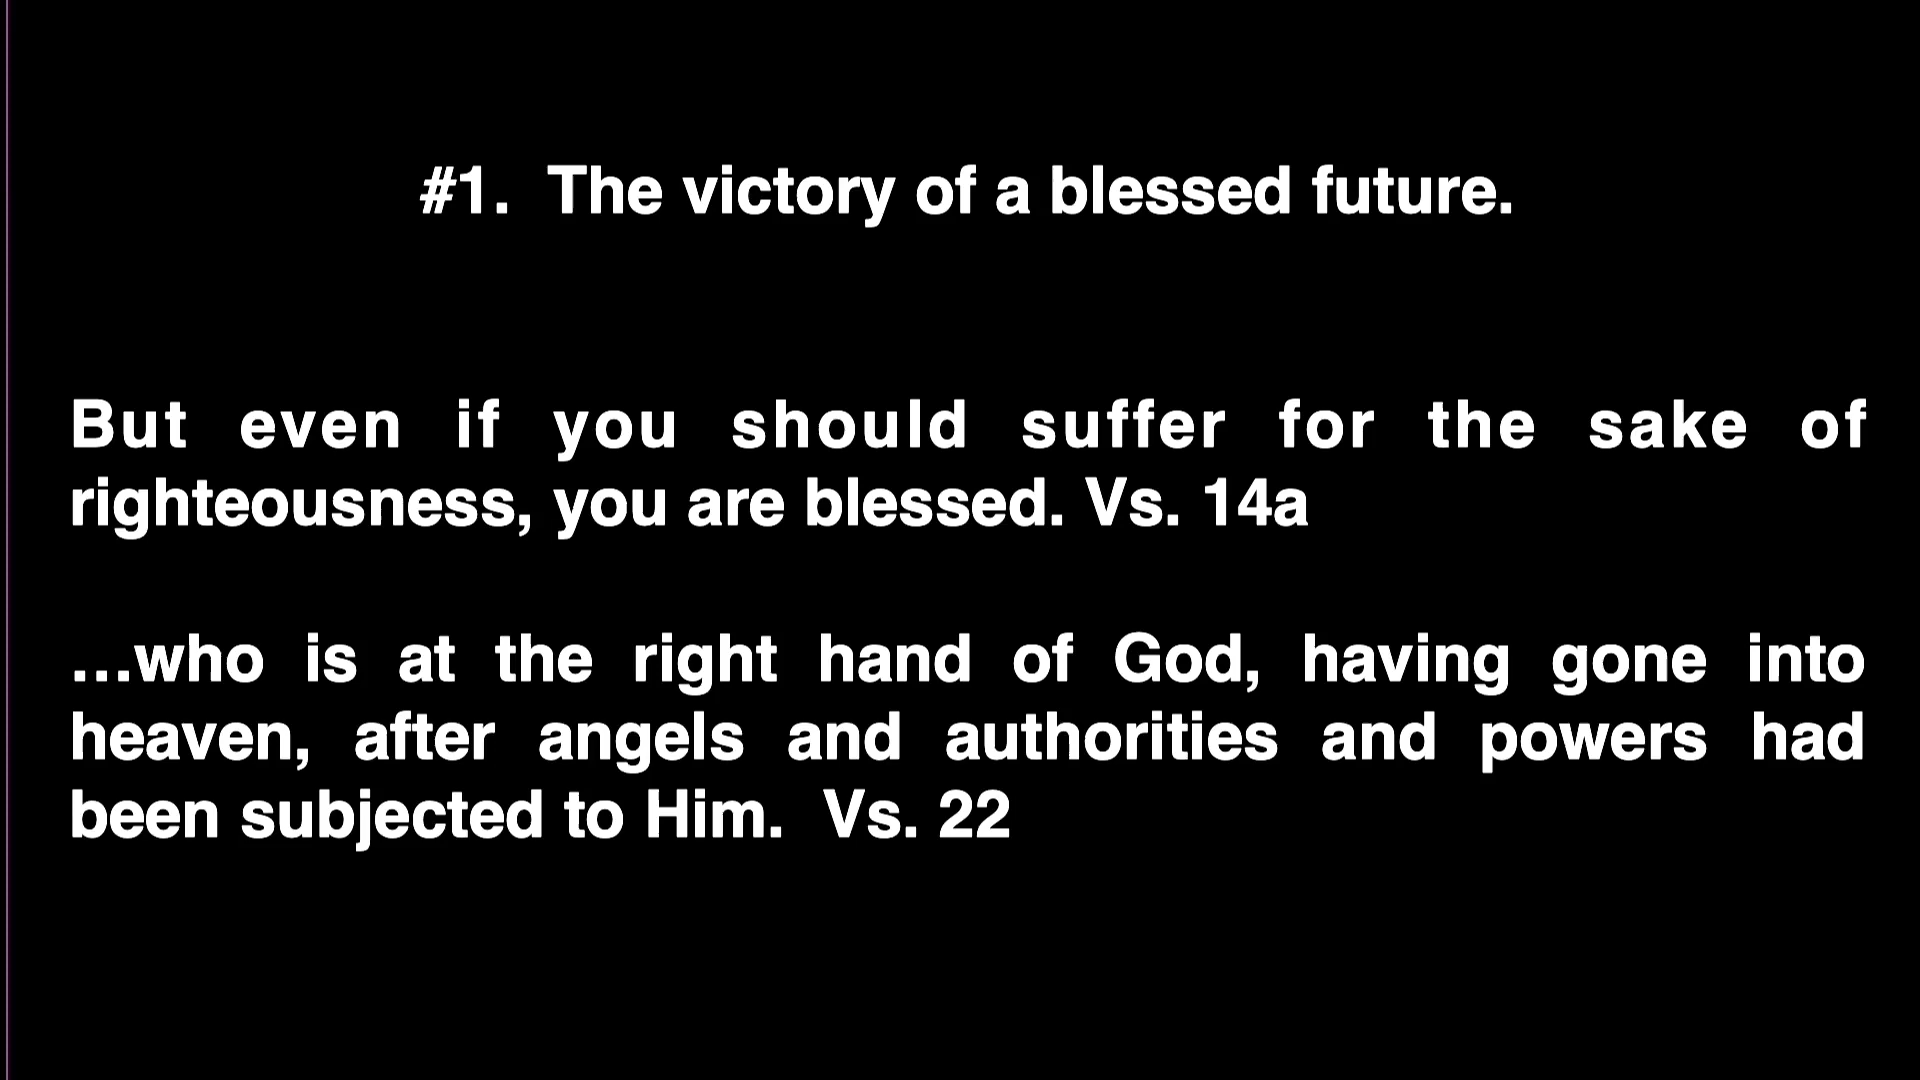 #1.  The victory of a blessed future.
But even if you should suffer for the sake of
righteousness, you are blessed. Vs. 14a
…who is at the right hand of God, having gone into
heaven, after angels and authorities and powers had
been subjected to Him.  Vs. 22